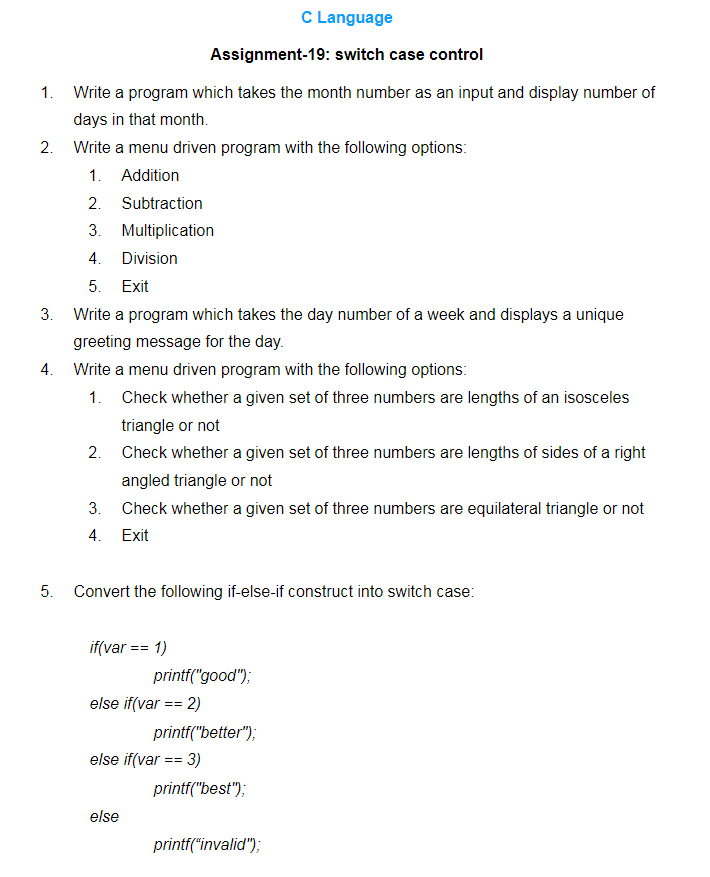 C Language
Assignment-19: switch case control
1. Write a program which takes the month number as an input and display number of
days in that month.
2. Write a menu driven program with the following options:
1. Addition
2. Subtraction
3. Multiplication
4. Division
5. Exit
3. Write a program which takes the day number of a week and displays a unique
greeting message for the day.
4. Write a menu driven program with the following options:
1. Check whether a given set of three numbers are lengths of an isosceles
triangle or not
2. Check whether a given set of three numbers are lengths of sides of a right
angled triangle or not
3. Check whether a given set of three numbers are equilateral triangle or not
4. Exit
5. Convert the following if-else-if construct into switch case:
if(var == 1)
printf("good");
else if(var == 2)
printf("better");
else if(var == 3)
printf("best");
else
printf(“invalid");